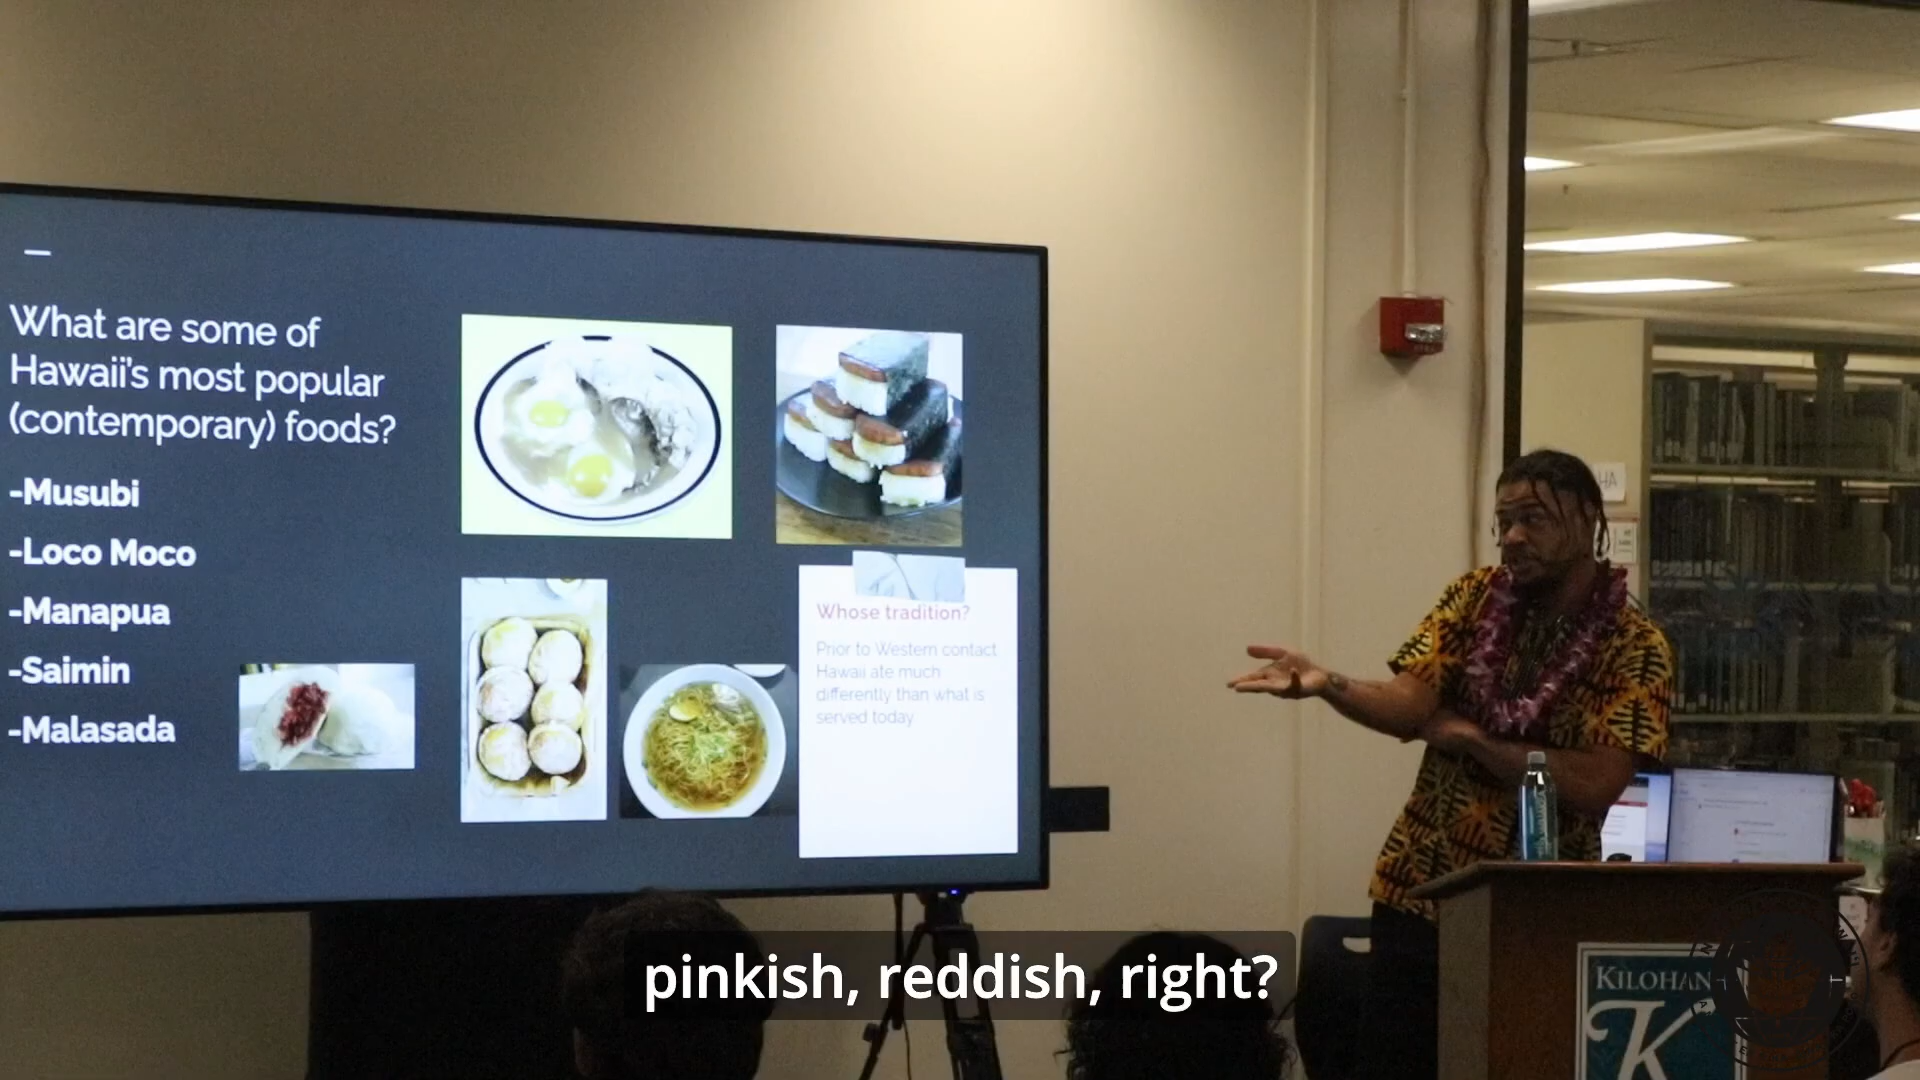 What are some of
Hawaii's most popular
(contemporary) foods?
-Musubi
-Loco Moco
-Manapua
-Saimin
-Malasada
Whose tradition?
Prior to Western contact
Hawaii ate much
differently than what is
served today
HA
KILOHAN
K
pinkish, reddish, right?